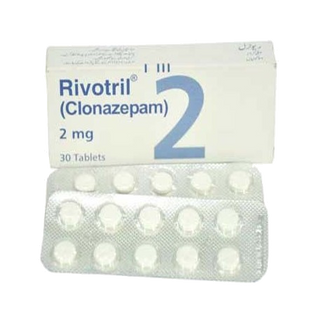 Rivotril®
(Clonazepam)
2 mg
30 Tablets
2